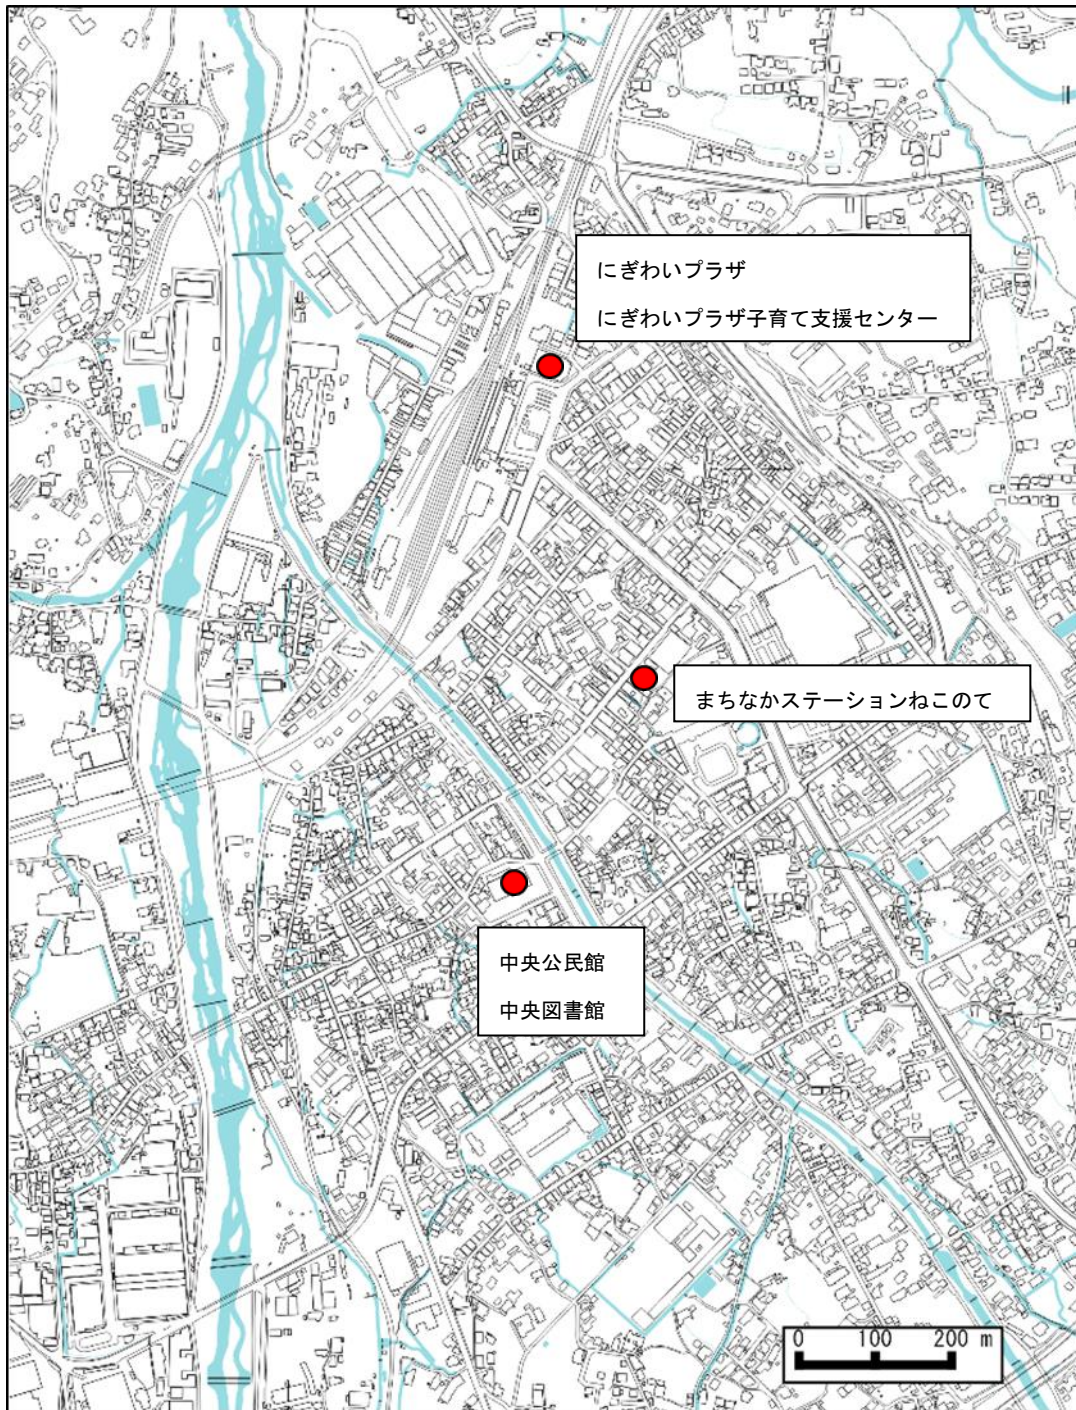 にぎわいプラザ
にぎわいプラザ子育て支援センター
まちなかステーションねこのて
中央公民館
中央図書館
0 100 200 m